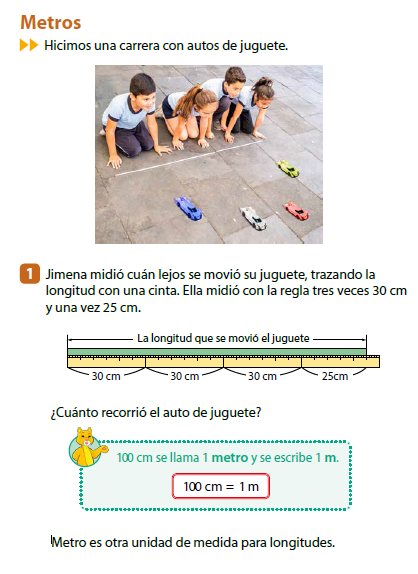 Metros
Hicimos una carrera con autos de juguete.
1 Jimena midió cuán lejos se movió su juguete, trazando la
longitud con una cinta. Ella midió con la regla tres veces 30 cm
y una vez 25 cm.
La longitud que se movió el juguete
30 cm 30 cm 30 cm 25cm
¿Cuánto recorrió el auto de juguete?
100 cm se llama 1 metro y se escribe 1 m.
100 cm = 1 m
Metro es otra unidad de medida para longitudes.